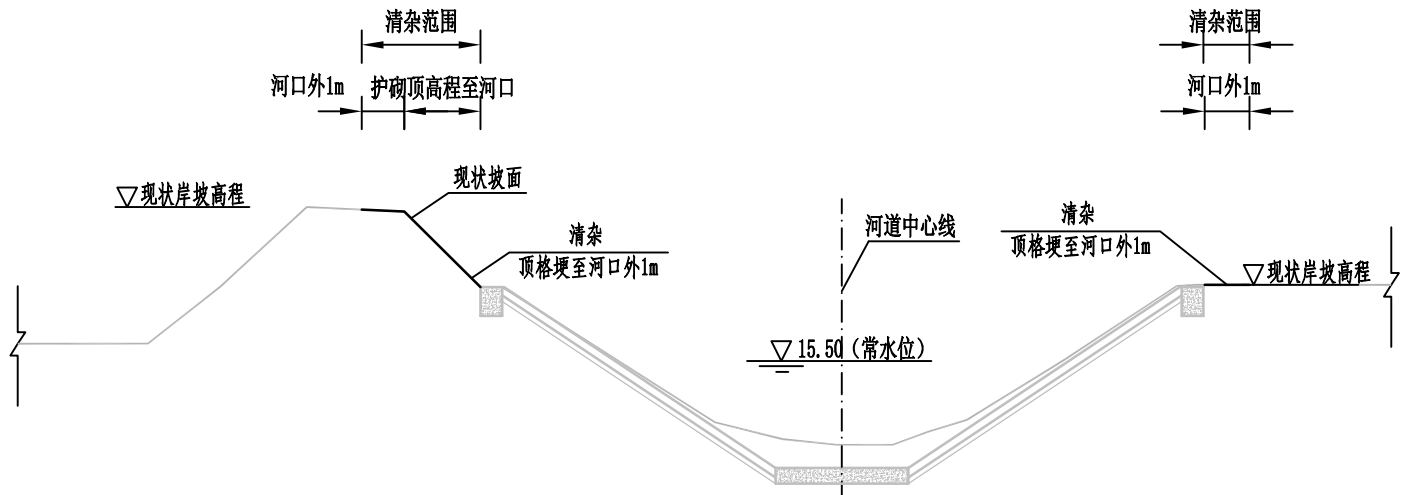 清杂范围
清杂范围
河口外1m
护砌顶高程至河口
河口外1m
现状坡面
现状岸坡高程
清杂
顶格埂至河口外1m
河道中心线
清杂
顶格埂至河口外1m
现状岸坡高程
15.50（常水位）